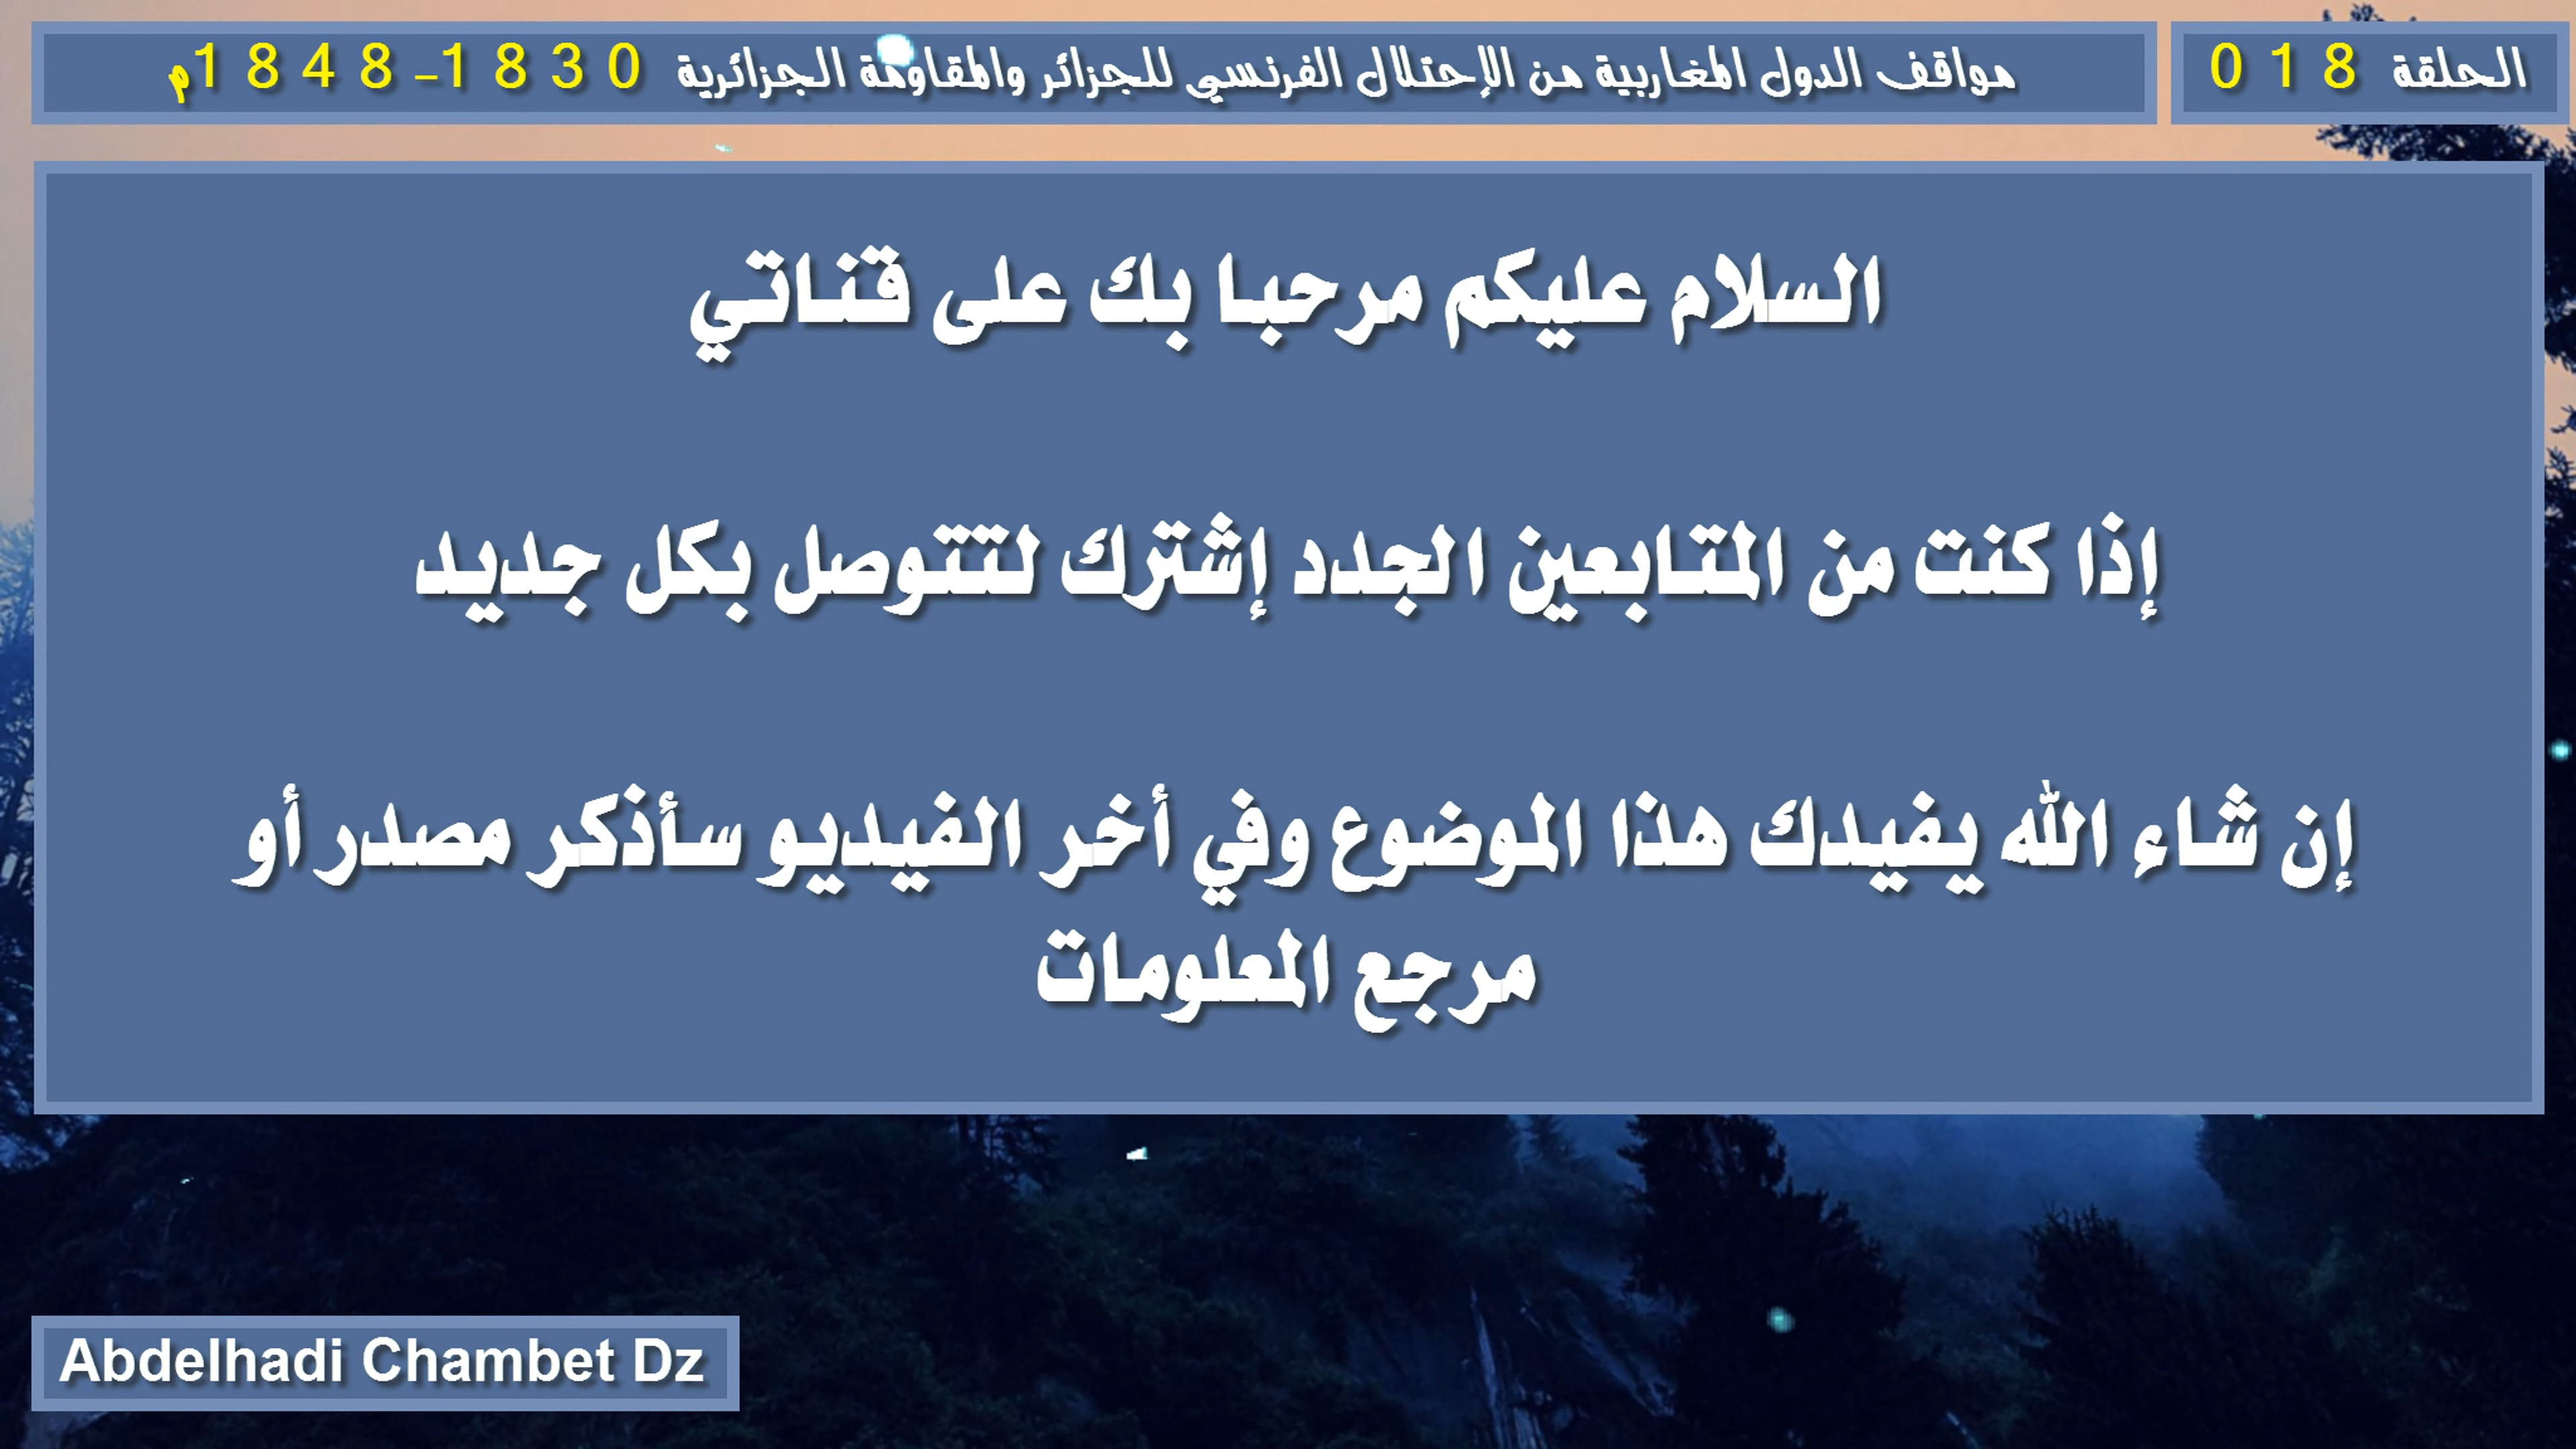 الحلقة 018
مواقف الدول المغاربية من الإحتلال الفرنسي للجزائر والمقاومة الجزائرية 1830-1848م
السلام عليكم مرحبا بك على قناتي
إذا كنت من المتابعين الجدد إشترك لتتوصل بكل جديد
إن شاء الله يفيدك هذا الموضوع وفي أخر الفيديو سأذكر مصدر أو
مرجع المعلومات
Abdelhadi Chambet Dz